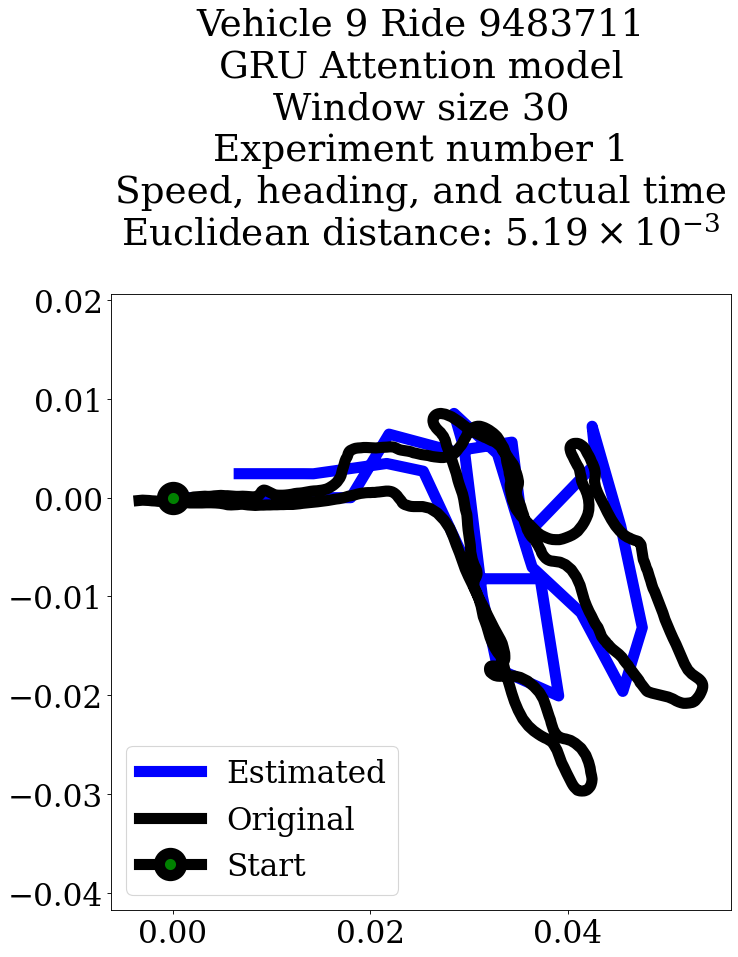 Vehicle 9 Ride 9483711
GRU Attention model
Window size 30
Experiment number 1
Speed, heading, and actual time
Euclidean distance: 5.19 × 10⁻³
0.02
0.01
0.00
−0.01
−0.02
−0.03
−0.04
Estimated
Original
Start
0.00 0.02 0.04